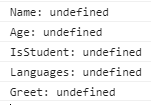 Name: undefined
Age: undefined
IsStudent: undefined
Languages: undefined
Greet: undefined